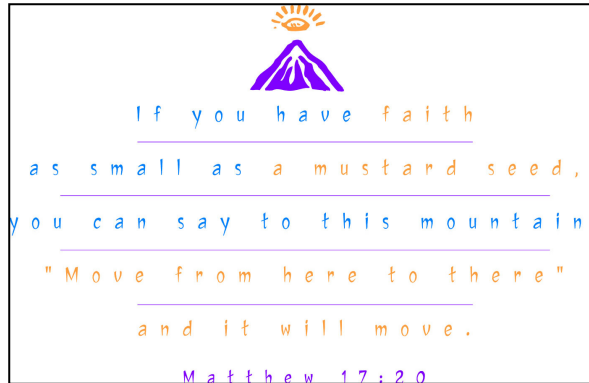 If you have faith
as small as a mustard seed,
you can say to this mountain
"Move from here to there"
and it will move.
Matthew 17:20